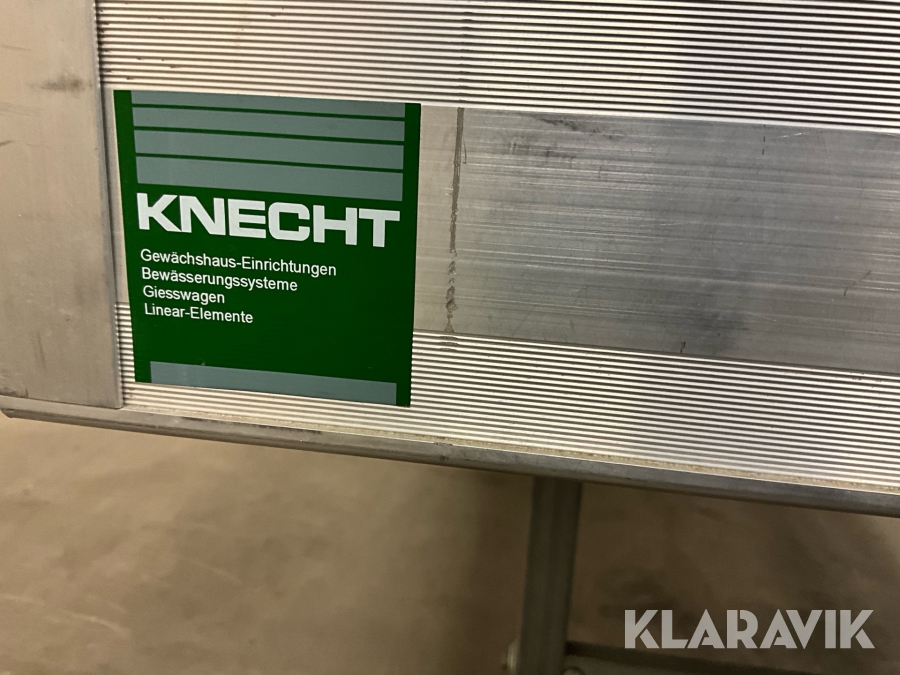 KNECHT
Gewächshaus-Einrichtungen
Bewässerungssysteme
Giesswagen
Linear-Elemente
KLARAVIK